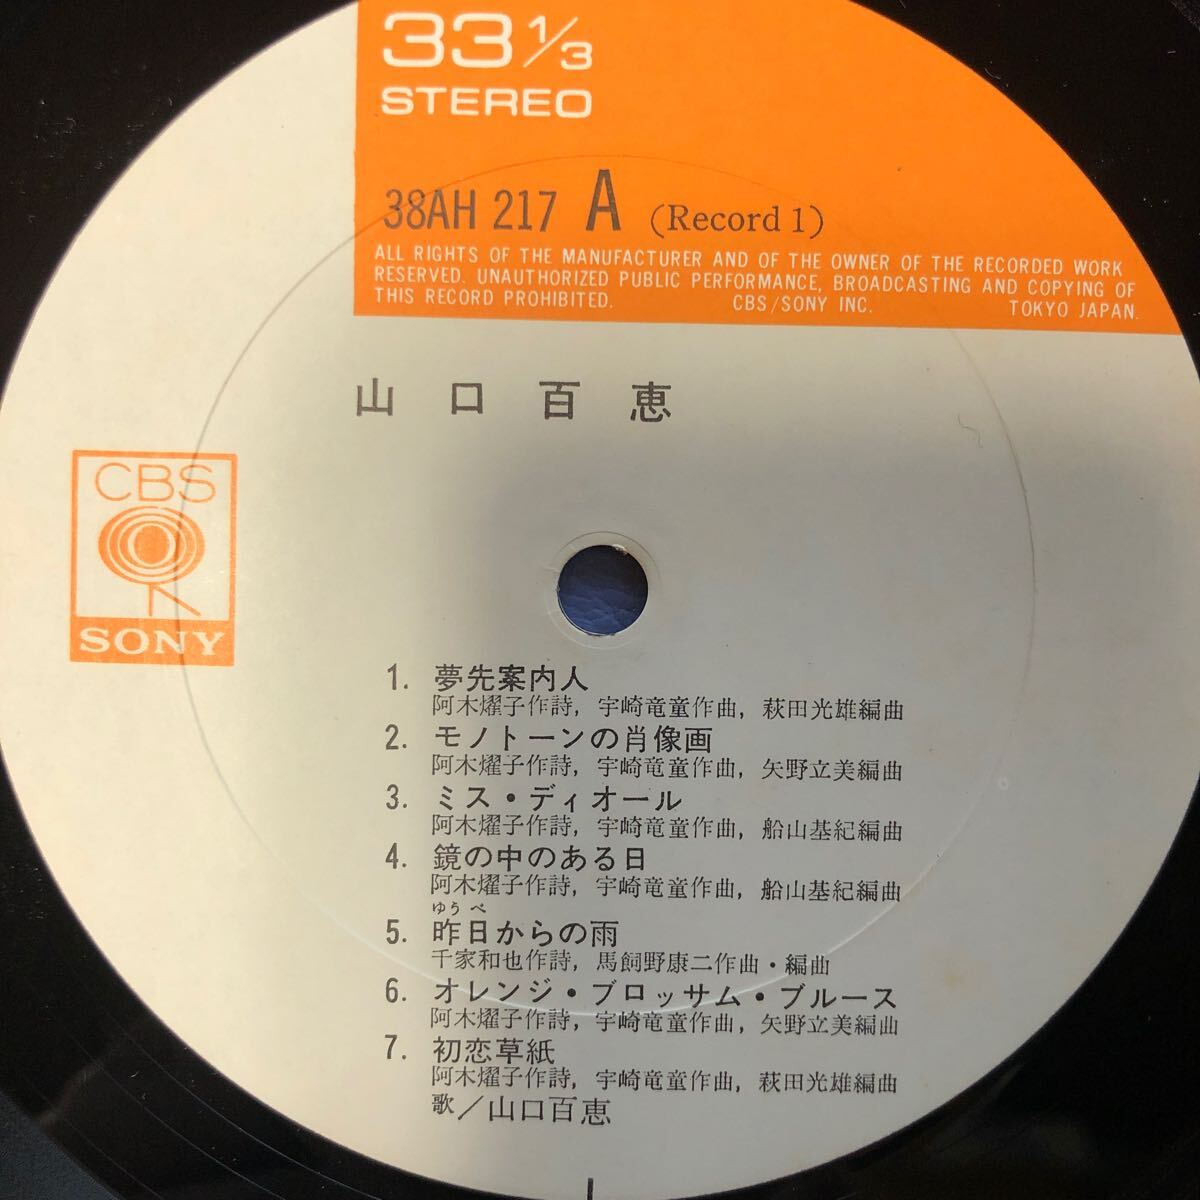 33 1/3
STEREO
38AH 217 A (Record 1)
ALL RIGHTS OF THE MANUFACTURER AND OF THE OWNER OF THE RECORDED WORK
RESERVED. UNAUTHORIZED PUBLIC PERFORMANCE, BROADCASTING AND COPYING OF
THIS RECORD PROHIBITED. CBS/SONY INC. TOKYO JAPAN.
山口百恵
CBS
SONY
1. 夢先案内人
阿木燿子作詩, 宇崎竜童作曲, 萩田光雄編曲
2. モノトーンの肖像画
阿木燿子作詩, 宇崎竜童作曲, 矢野立美編曲
3. ミス・ディオール
阿木燿子作詩, 宇崎竜童作曲, 船山基紀編曲
4. 鏡の中のある日
阿木燿子作詩, 宇崎竜童作曲, 船山基紀編曲
ゆうべ
5. 昨日からの雨
千家和也作詩, 馬飼野康二作曲・編曲
6. オレンジ・ブロッサム・ブルース
阿木燿子作詩, 宇崎竜童作曲, 矢野立美編曲
7. 初恋草紙
阿木燿子作詩, 宇崎竜童作曲, 萩田光雄編曲
歌/山口百恵